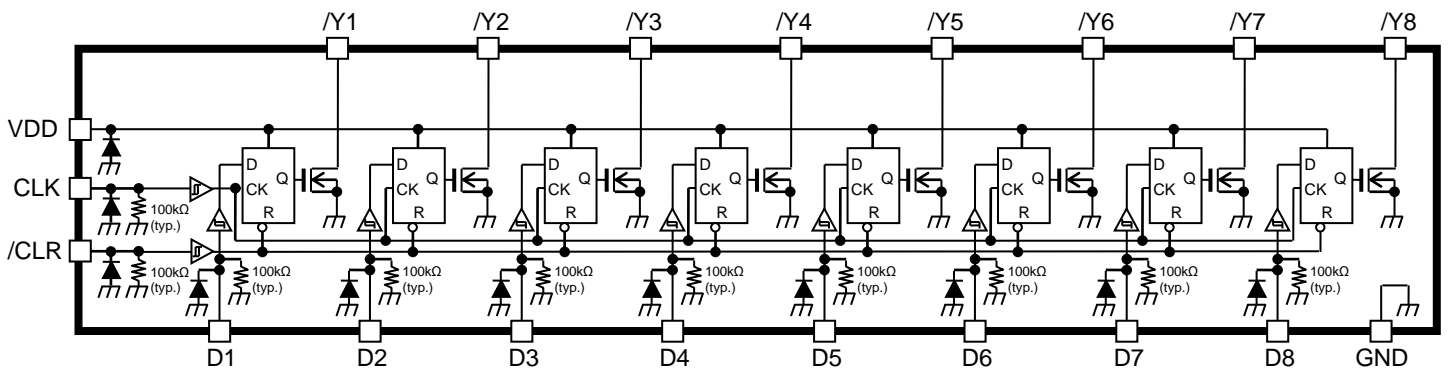 /Y1 /Y2 /Y3 /Y4 /Y5 /Y6 /Y7 /Y8
VDD
D D D D D D D D
Q Q Q Q Q Q Q Q
CLK CK CK CK CK CK CK CK CK
100kΩ R R R R R R R R
(typ.)
/CLR
100kΩ 100kΩ 100kΩ 100kΩ 100kΩ 100kΩ 100kΩ 100kΩ 100kΩ
(typ.) (typ.) (typ.) (typ.) (typ.) (typ.) (typ.) (typ.) (typ.)
D1 D2 D3 D4 D5 D6 D7 D8 GND